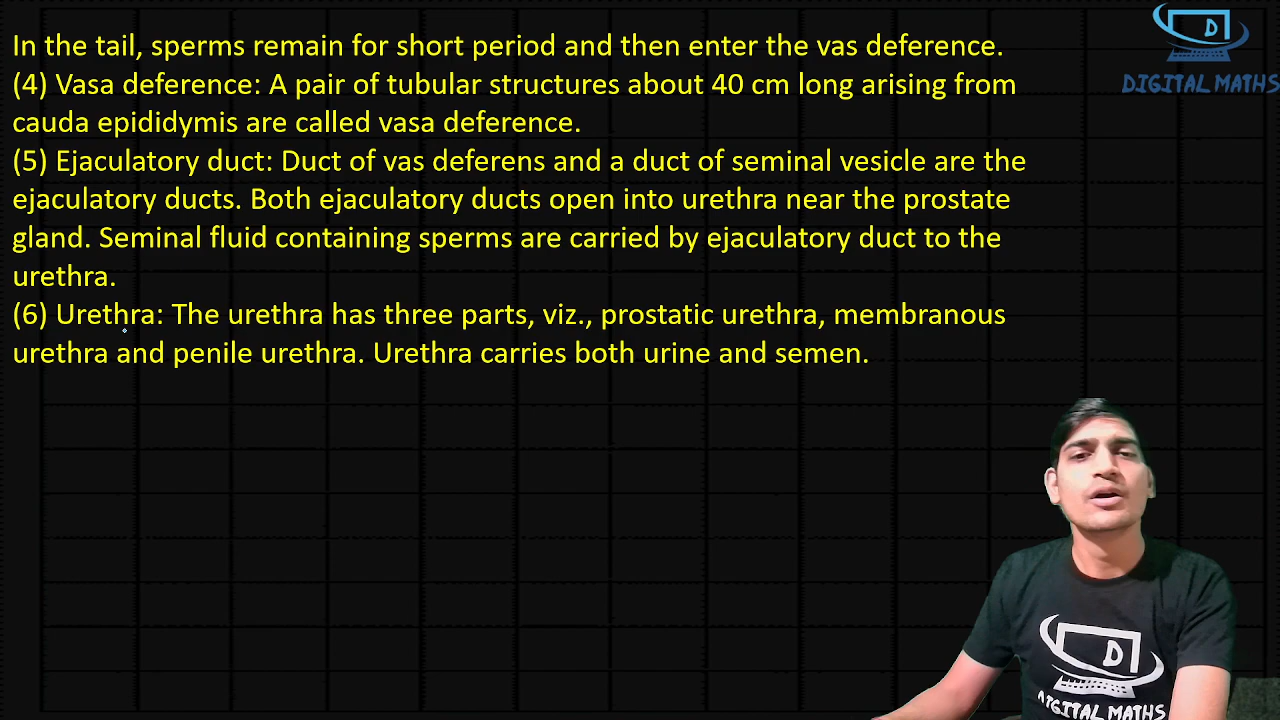 In the tail, sperms remain for short period and then enter the vas deference.
(4) Vasa deference: A pair of tubular structures about 40 cm long arising from
cauda epididymis are called vasa deference.
(5) Ejaculatory duct: Duct of vas deferens and a duct of seminal vesicle are the
ejaculatory ducts. Both ejaculatory ducts open into urethra near the prostate
gland. Seminal fluid containing sperms are carried by ejaculatory duct to the
urethra.
(6) Urethra: The urethra has three parts, viz., prostatic urethra, membranous
urethra and penile urethra. Urethra carries both urine and semen.
D
DIGITAL MATHS
D
DIGITAL MATHS